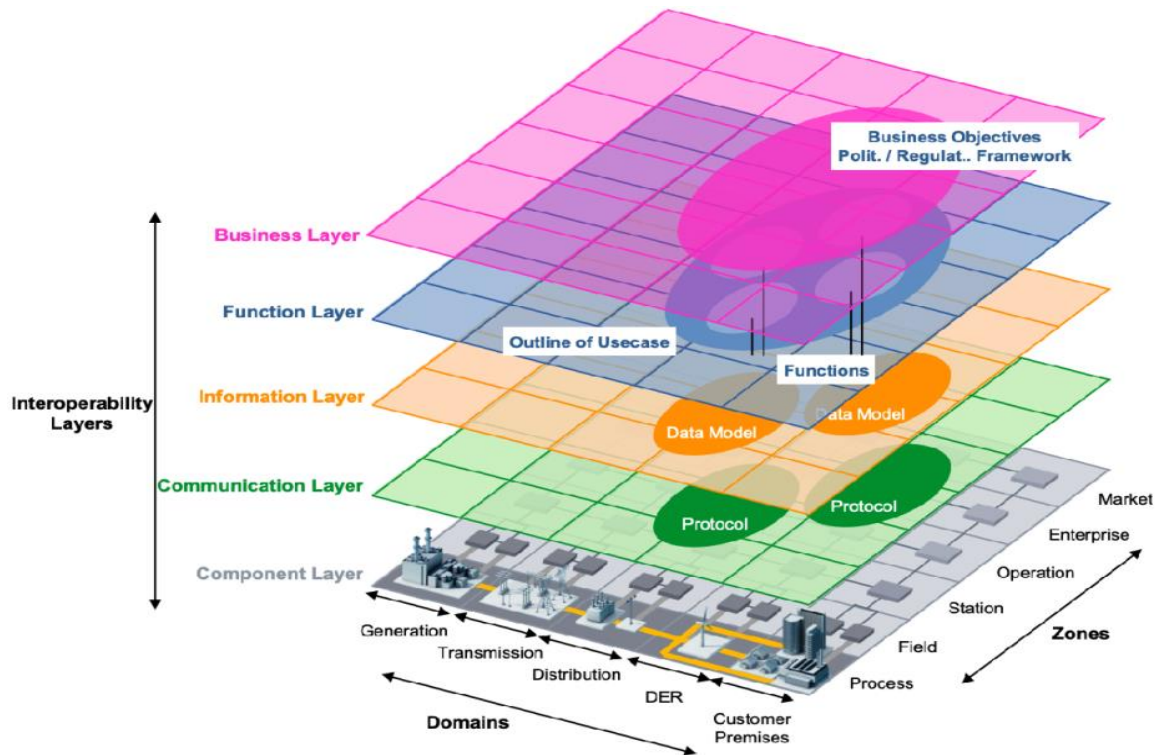 Business Objectives
Polit. / Regulat.. Framework
Business Layer
Function Layer
Outline of Usecase
Functions
Information Layer
Interoperability
Layers
Data Model
Data Model
Communication Layer
Protocol
Protocol
Market
Enterprise
Component Layer
Operation
Station
Zones
Generation
Field
Transmission
Process
Distribution
DER
Domains
Customer
Premises